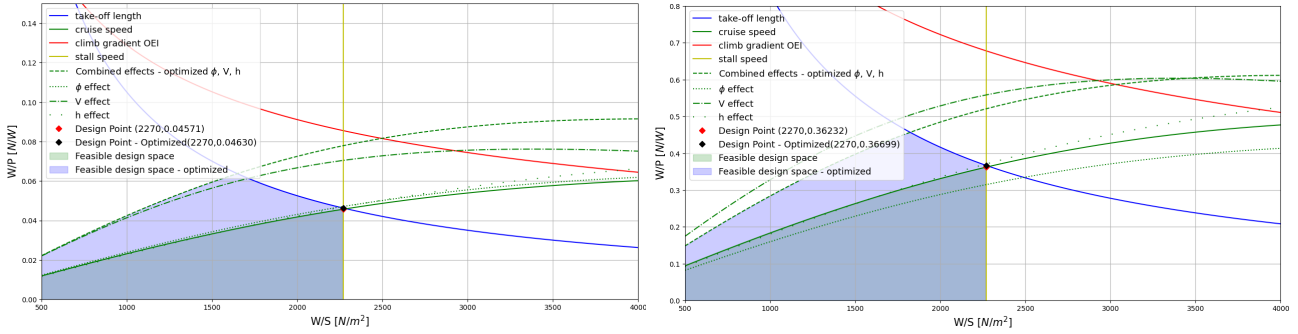 take-off length
cruise speed
climb gradient OEI
stall speed
Combined effects - optimized ϕ, V, h
ϕ effect
V effect
h effect
Design Point (2270,0.04571)
Design Point - Optimized(2270,0.04630)
Feasible design space
Feasible design space - optimized
W/P [N/W]
0.14
0.12
0.10
0.08
0.06
0.04
0.02
0.00
500
1000
1500
2000
2500
3000
3500
4000
W/S [N/m²]
take-off length
cruise speed
climb gradient OEI
stall speed
Combined effects - optimized ϕ, V, h
ϕ effect
V effect
h effect
Design Point (2270,0.36232)
Design Point - Optimized(2270,0.36699)
Feasible design space
Feasible design space - optimized
W/P [N/W]
0.8
0.7
0.6
0.5
0.4
0.3
0.2
0.1
0.0
500
1000
1500
2000
2500
3000
3500
4000
W/S [N/m²]